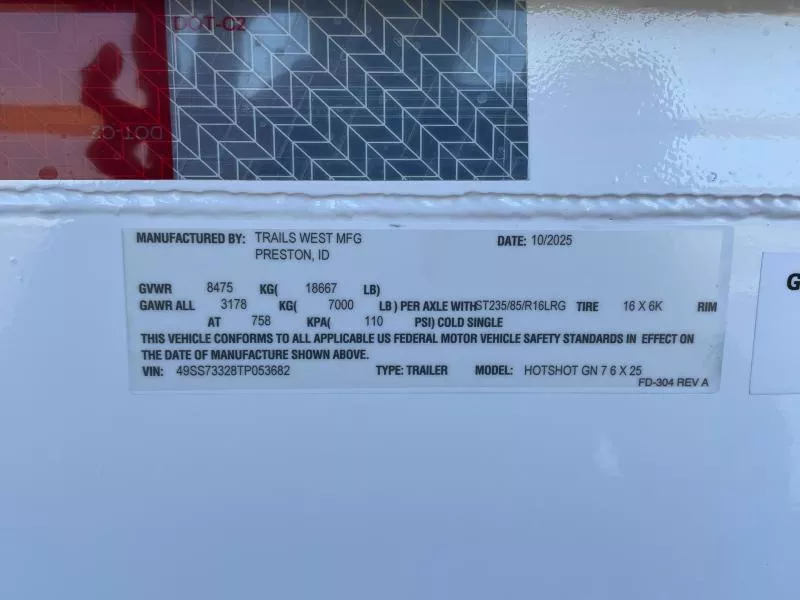 DOT-C2
DOT-C2
MANUFACTURED BY: TRAILS WEST MFG DATE: 10/2025
PRESTON, ID
G
GVWR 8475 KG( 18667 LB)
GAWR ALL 3178 KG( 7000 LB) PER AXLE WITH ST235/85/R16LRG TIRE 16 X 6K RIM
AT 758 KPA( 110 PSI) COLD SINGLE
THIS VEHICLE CONFORMS TO ALL APPLICABLE US FEDERAL MOTOR VEHICLE SAFETY STANDARDS IN EFFECT ON
THE DATE OF MANUFACTURE SHOWN ABOVE.
VIN: 49SS73328TP053682 TYPE: TRAILER MODEL: HOTSHOT GN 7 6 X 25
FD-304 REV A